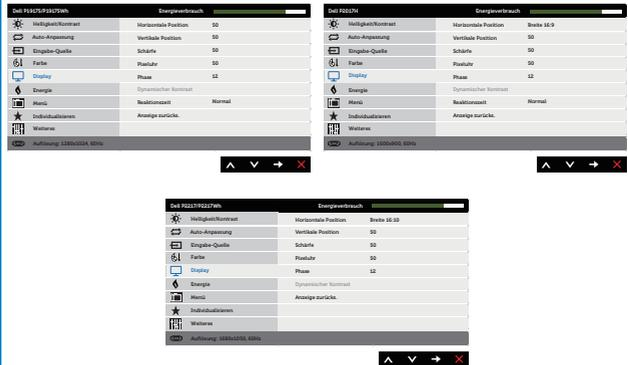 Dell P1917S/P1917SWh Energieverbrauch
Helligkeit/Kontrast Horizontale Position 50
Auto-Anpassung Vertikale Position 50
Eingabe-Quelle Schärfe 50
Farbe Pixeluhr 50
Display Phase 12
Energie Dynamischer Kontrast
Menü Reaktionszeit Normal
Individualisieren Anzeige zurücks.
Weiteres
Auflösung: 1280x1024, 60Hz
Dell P2017H Energieverbrauch
Helligkeit/Kontrast Horizontale Position Breite 16:9
Auto-Anpassung Vertikale Position 50
Eingabe-Quelle Schärfe 50
Farbe Pixeluhr 50
Display Phase 12
Energie Dynamischer Kontrast
Menü Reaktionszeit Normal
Individualisieren Anzeige zurücks.
Weiteres
Auflösung: 1600x900, 60Hz
Dell P2217/P2217Wh Energieverbrauch
Helligkeit/Kontrast Horizontale Position Breite 16:10
Auto-Anpassung Vertikale Position 50
Eingabe-Quelle Schärfe 50
Farbe Pixeluhr 50
Display Phase 12
Energie Dynamischer Kontrast
Menü Anzeige zurücks.
Individualisieren
Weiteres
Auflösung: 1680x1050, 60Hz